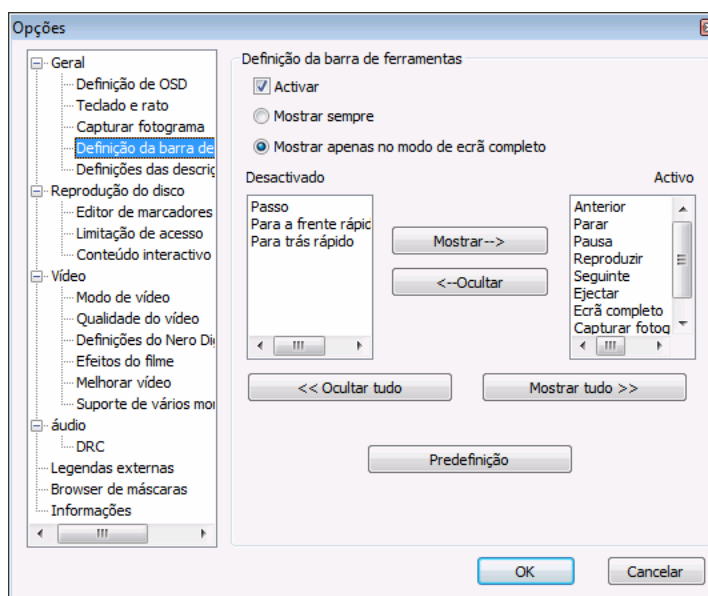 Opções
Geral
Definição de OSD
Teclado e rato
Capturar fotograma
Definição da barra de
Definições das descriç
Reprodução do disco
Editor de marcadores
Limitação de acesso
Conteúdo interactivo
Vídeo
Modo de vídeo
Qualidade do vídeo
Definições do Nero Di
Efeitos do filme
Melhorar vídeo
Suporte de vários mo
áudio
DRC
Legendas externas
Browser de máscaras
Informações
Definição da barra de ferramentas
Activar
Mostrar sempre
Mostrar apenas no modo de ecrã completo
Desactivado
Passo
Para a frente rápic
Para trás rápido
Mostrar-->
<--Ocultar
Activo
Anterior
Parar
Pausa
Reproduzir
Seguinte
Ejectar
Ecrã completo
Capturar fotog
<< Ocultar tudo
Mostrar tudo >>
Predefinição
OK
Cancelar